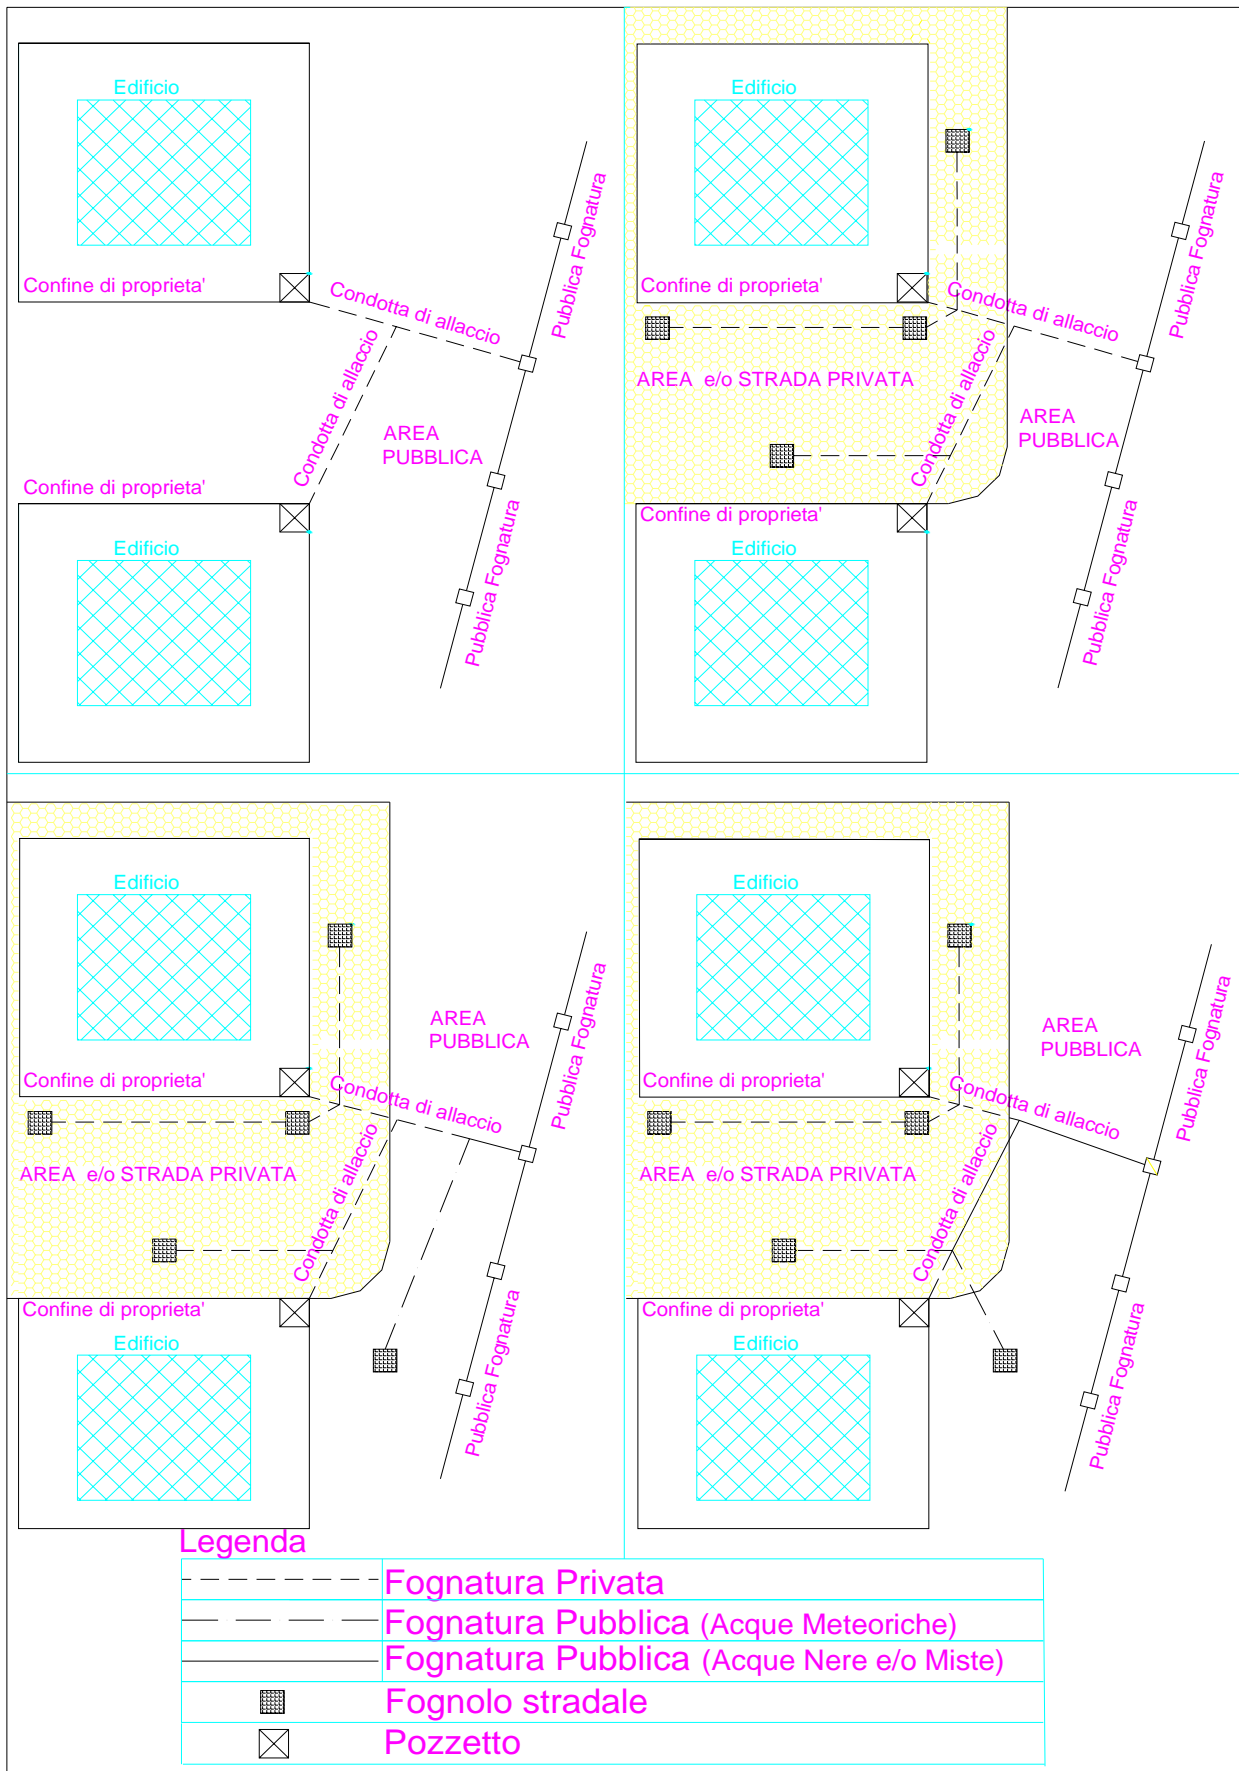 Edificio
Confine di proprieta'
Condotta di allaccio
Pubblica Fognatura
Condotta di allaccio
AREA
PUBBLICA
Confine di proprieta'
Edificio
Pubblica Fognatura
Edificio
Confine di proprieta'
Condotta di allaccio
Pubblica Fognatura
AREA e/o STRADA PRIVATA
Condotta di allaccio
AREA
PUBBLICA
Confine di proprieta'
Edificio
Pubblica Fognatura
Edificio
AREA
PUBBLICA
Pubblica Fognatura
Confine di proprieta'
Condotta di allaccio
AREA e/o STRADA PRIVATA
Condotta di allaccio
Confine di proprieta'
Edificio
Pubblica Fognatura
Edificio
AREA
PUBBLICA
Pubblica Fognatura
Confine di proprieta'
Condotta di allaccio
AREA e/o STRADA PRIVATA
Condotta di allaccio
Confine di proprieta'
Edificio
Pubblica Fognatura
Legenda
Fognatura Privata
Fognatura Pubblica (Acque Meteoriche)
Fognatura Pubblica (Acque Nere e/o Miste)
Fognolo stradale
Pozzetto